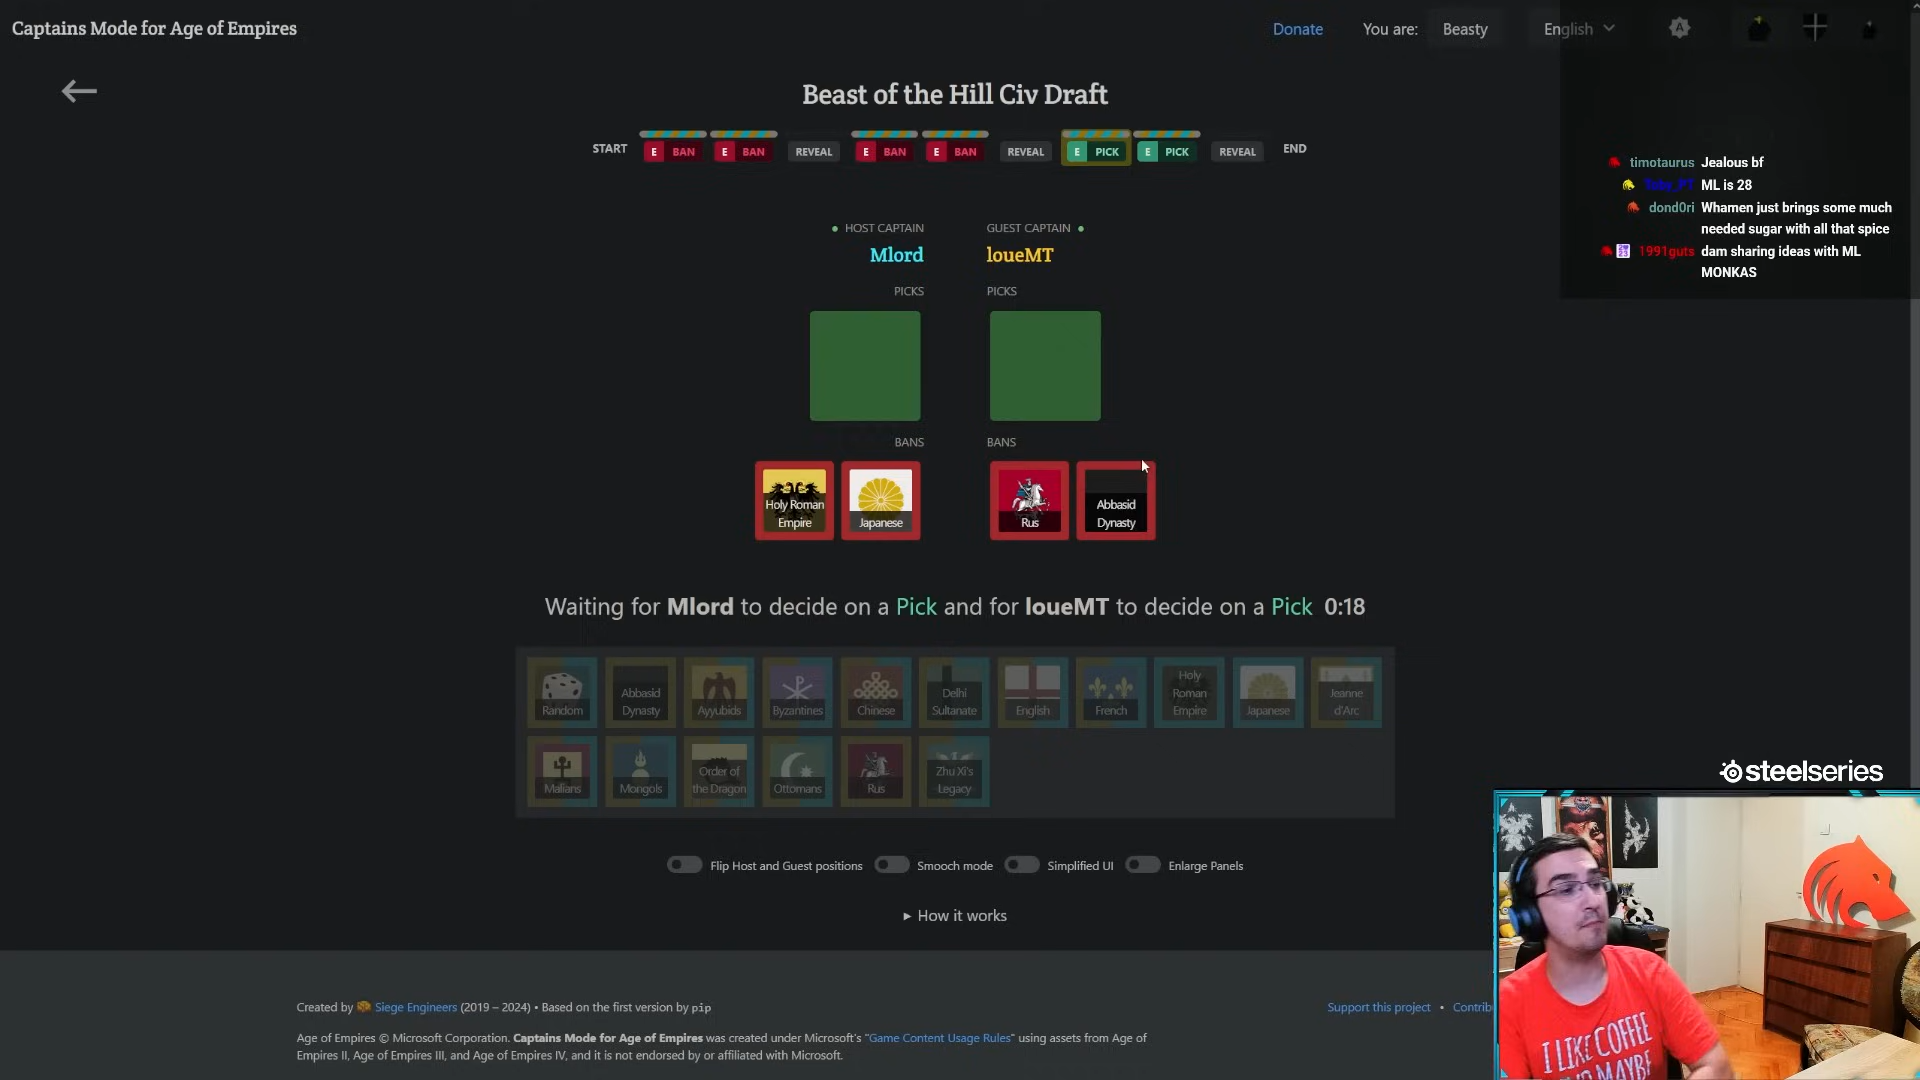 Captains Mode for Age of Empires
Donate
You are:
Beasty
English
Beast of the Hill Civ Draft
START
E BAN
E BAN
REVEAL
E BAN
E BAN
REVEAL
E PICK
E PICK
REVEAL
END
timotaurus Jealous bf
Toby_PT ML is 28
dond0ri Whamen just brings some much
needed sugar with all that spice
1991guts dam sharing ideas with ML
MONKAS
HOST CAPTAIN
GUEST CAPTAIN
Mlord
loueMT
PICKS
PICKS
BANS
BANS
Holy Roman
Empire
Japanese
Rus
Abbasid
Dynasty
Waiting for Mlord to decide on a Pick and for loueMT to decide on a Pick 0:18
Random
Abbasid
Dynasty
Ayyubids
Byzantines
Chinese
Delhi
Sultanate
English
French
Holy
Roman
Empire
Japanese
Jeanne
d'Arc
Malians
Mongols
Order of
the Dragon
Ottomans
Rus
Zhu Xi's
Legacy
steelseries
Flip Host and Guest positions
Smooch mode
Simplified UI
Enlarge Panels
▸ How it works
Created by Siege Engineers (2019 – 2024) • Based on the first version by pip
Support this project • Contrib
Age of Empires © Microsoft Corporation. Captains Mode for Age of Empires was created under Microsoft's "Game Content Usage Rules" using assets from Age of
Empires II, Age of Empires III, and Age of Empires IV, and it is not endorsed by or affiliated with Microsoft.
I LIKE COFFEE
MAYBE